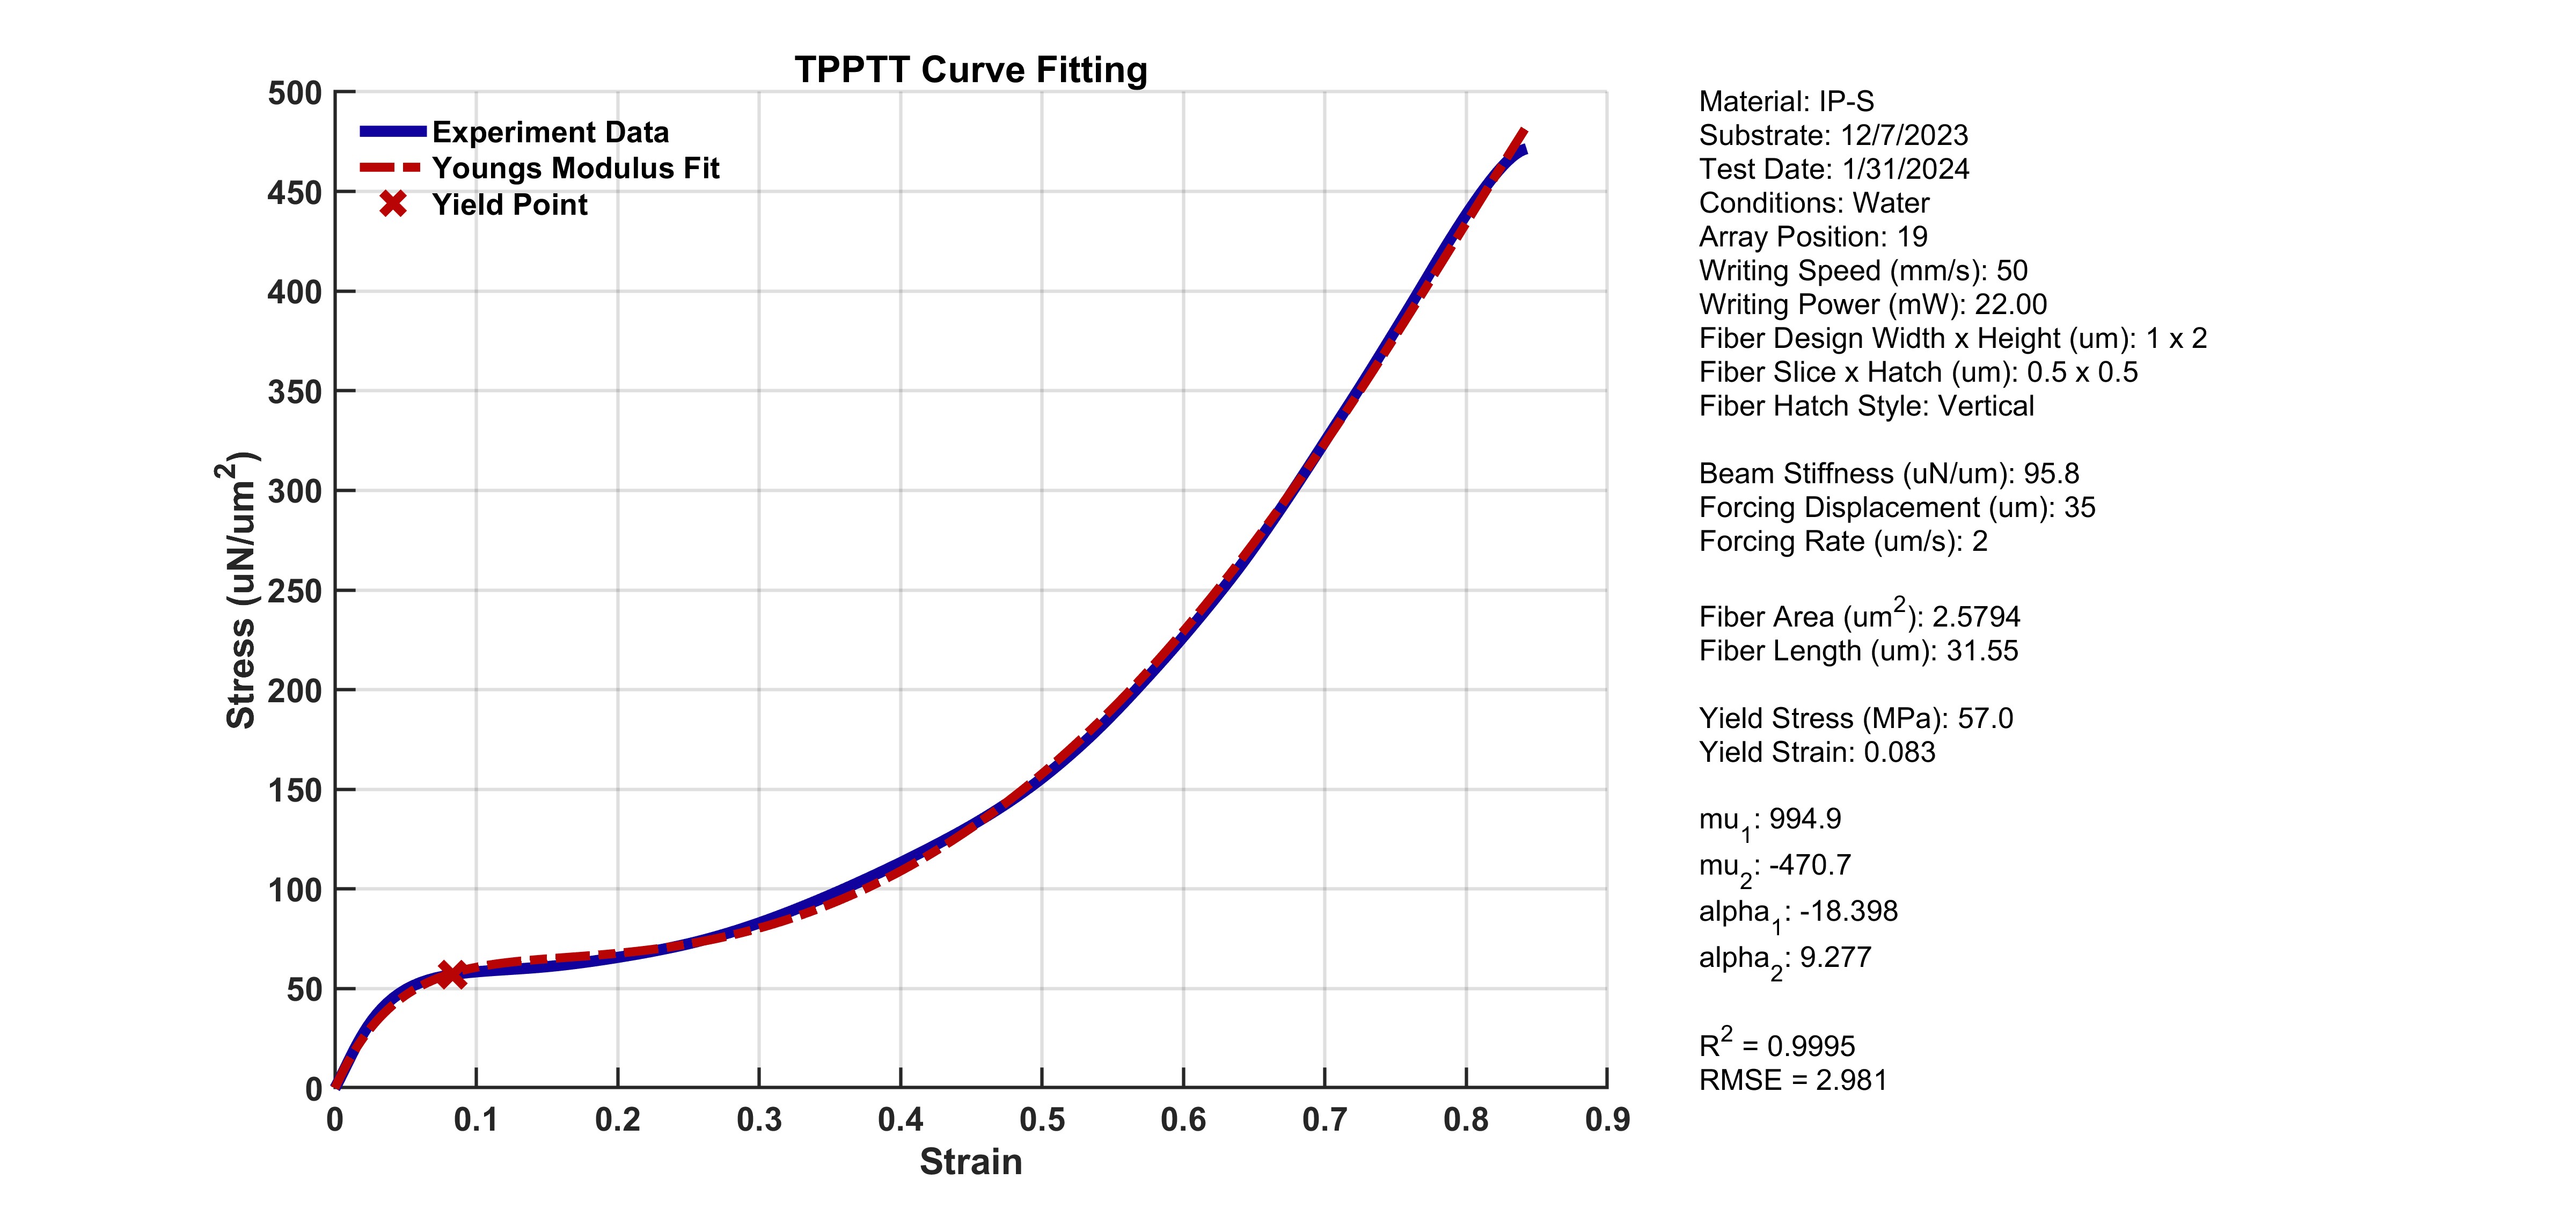 TPPTT Curve Fitting
500
450
400
350
300
250
200
150
100
50
0
Stress (uN/um²)
Experiment Data
Youngs Modulus Fit
Yield Point
0 0.1 0.2 0.3 0.4 0.5 0.6 0.7 0.8 0.9
Strain
Material: IP-S
Substrate: 12/7/2023
Test Date: 1/31/2024
Conditions: Water
Array Position: 19
Writing Speed (mm/s): 50
Writing Power (mW): 22.00
Fiber Design Width x Height (um): 1 x 2
Fiber Slice x Hatch (um): 0.5 x 0.5
Fiber Hatch Style: Vertical
Beam Stiffness (uN/um): 95.8
Forcing Displacement (um): 35
Forcing Rate (um/s): 2
Fiber Area (um²): 2.5794
Fiber Length (um): 31.55
Yield Stress (MPa): 57.0
Yield Strain: 0.083
mu₁: 994.9
mu₂: -470.7
alpha₁: -18.398
alpha₂: 9.277
R² = 0.9995
RMSE = 2.981